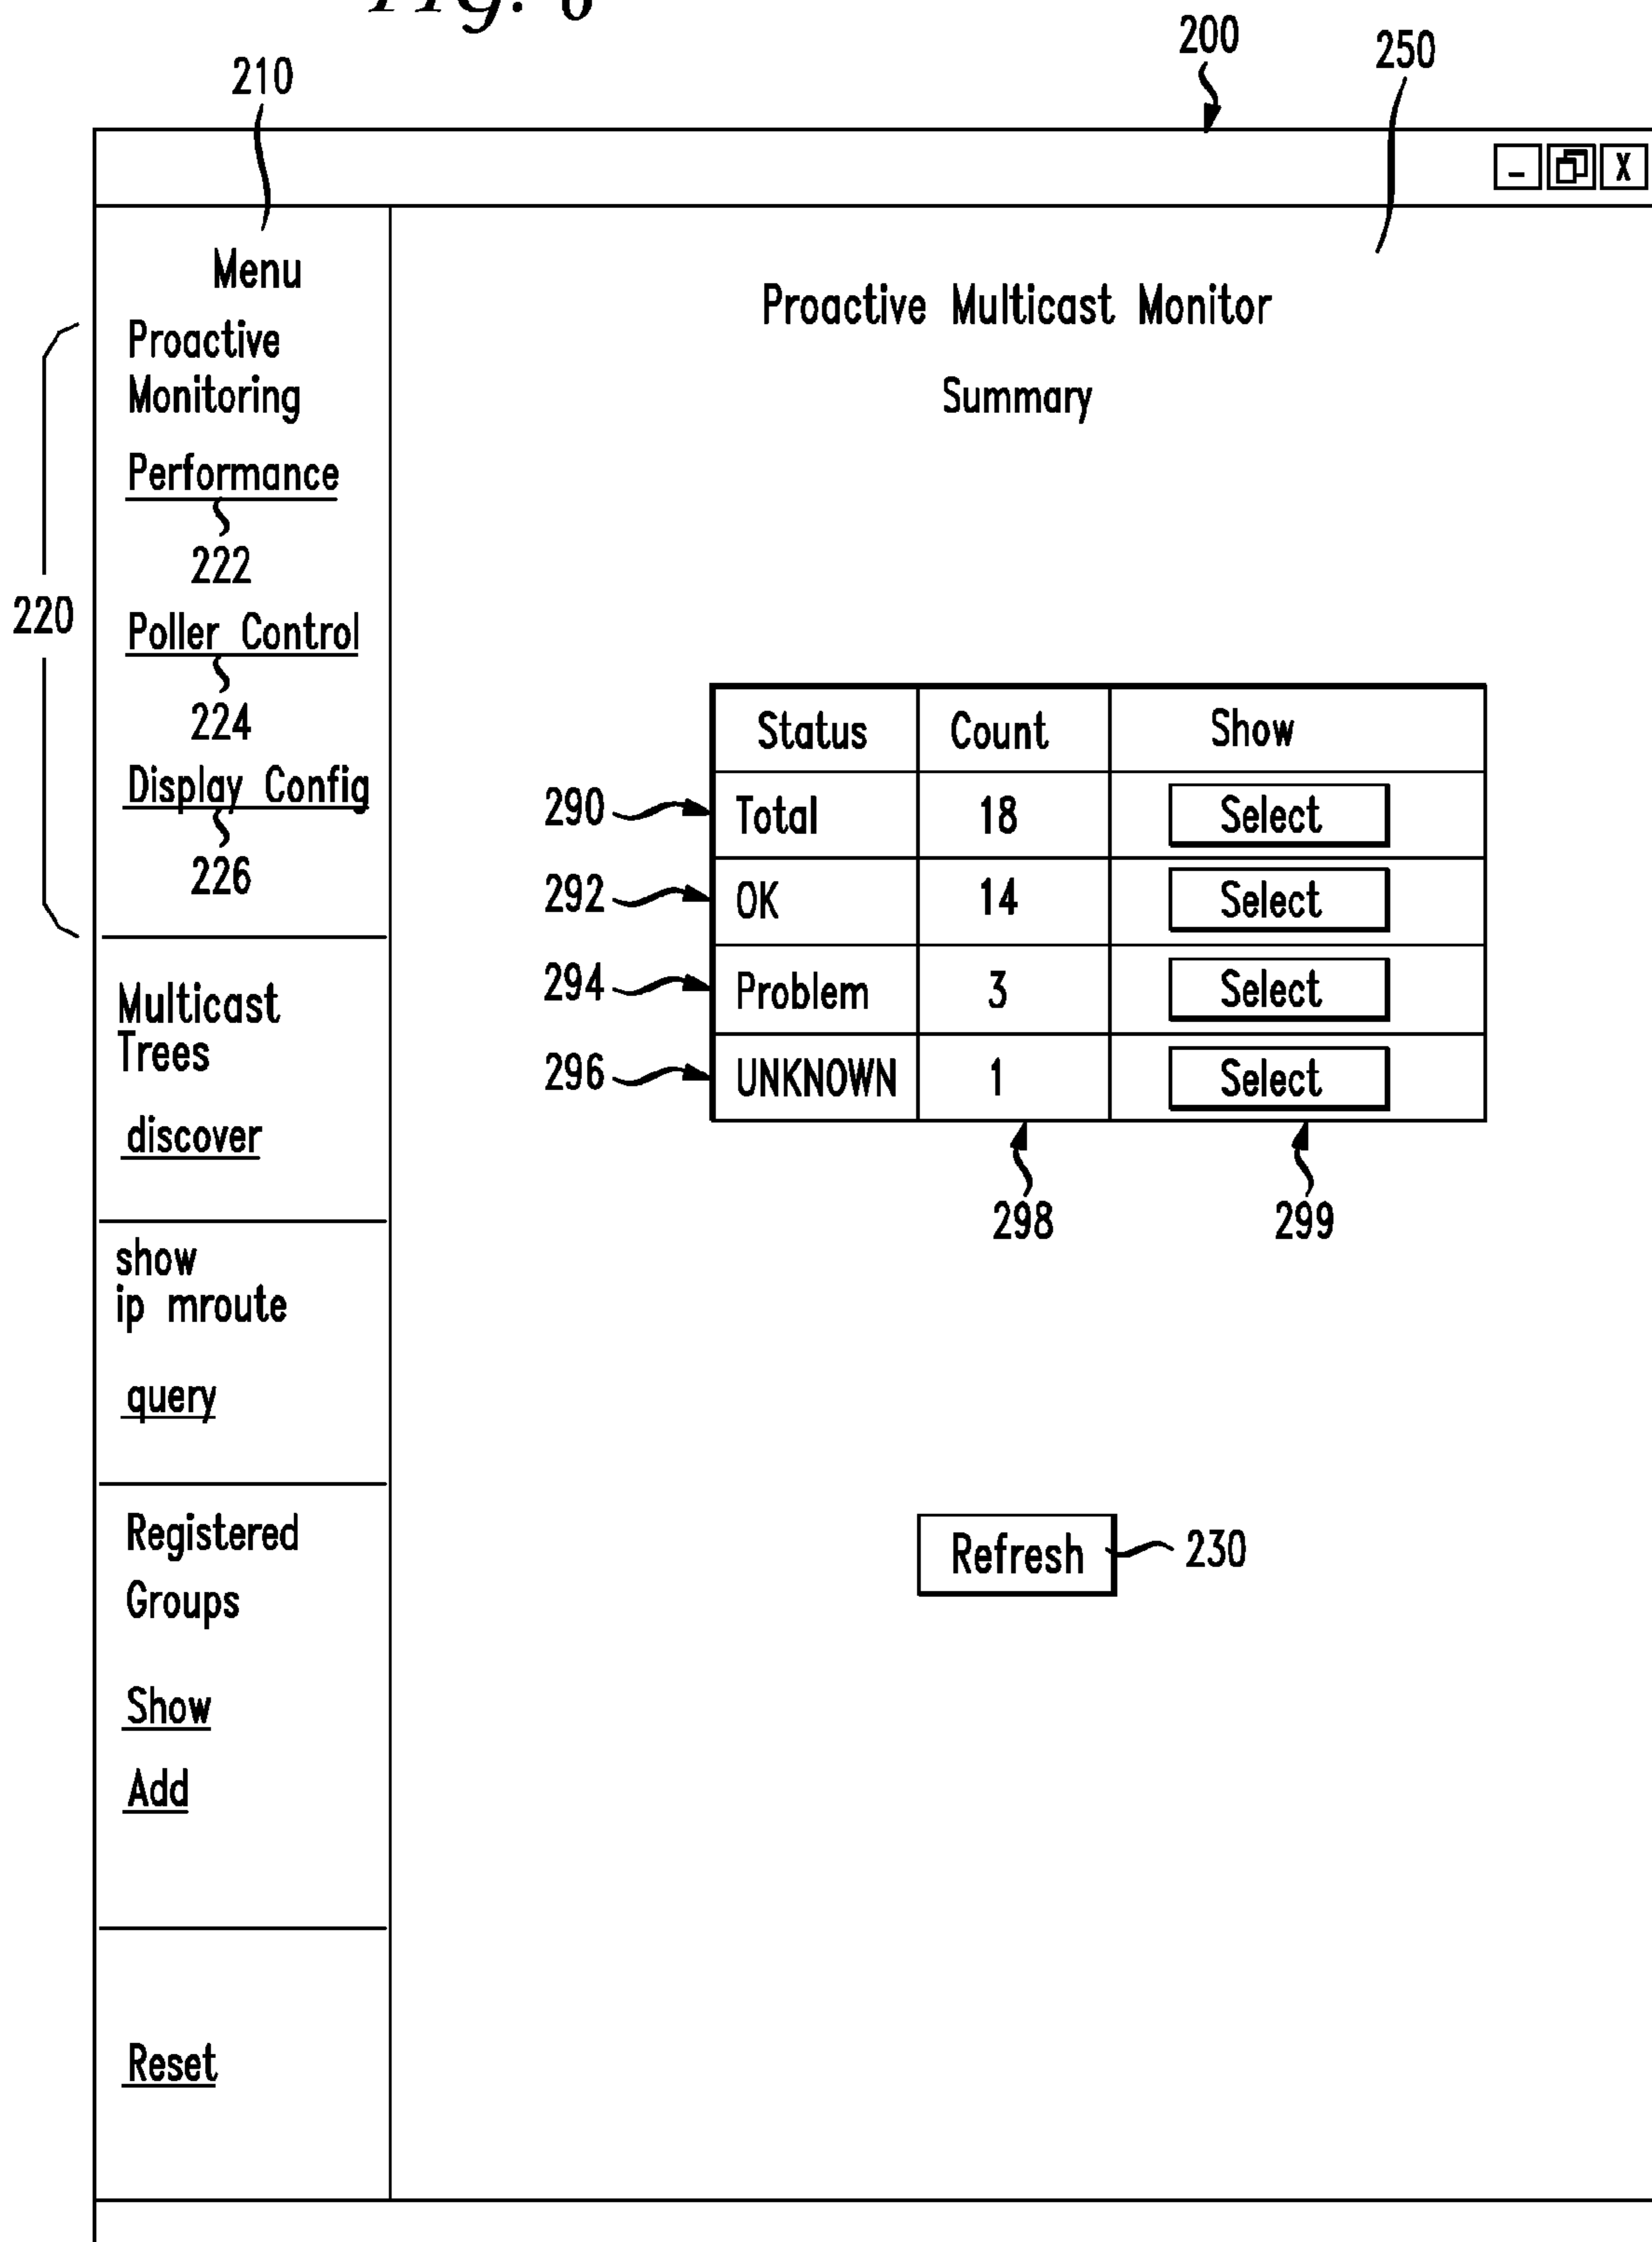 Fig. 6
200
250
210
_ X
Menu
Proactive
Monitoring
Performance
222
220
Poller Control
224
Display Config
226
Multicast
Trees
discover
show
ip mroute
query
Registered
Groups
Show
Add
Reset
Proactive Multicast Monitor
Summary
Status Count Show
290 Total 18 Select
292 OK 14 Select
294 Problem 3 Select
296 UNKNOWN 1 Select
298 299
Refresh 230